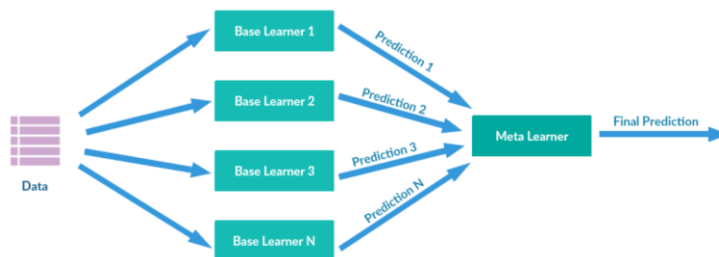 Base Learner 1
Prediction 1
Base Learner 2
Prediction 2
Meta Learner
Final Prediction
Data
Base Learner 3
Prediction 3
Base Learner N
Prediction N